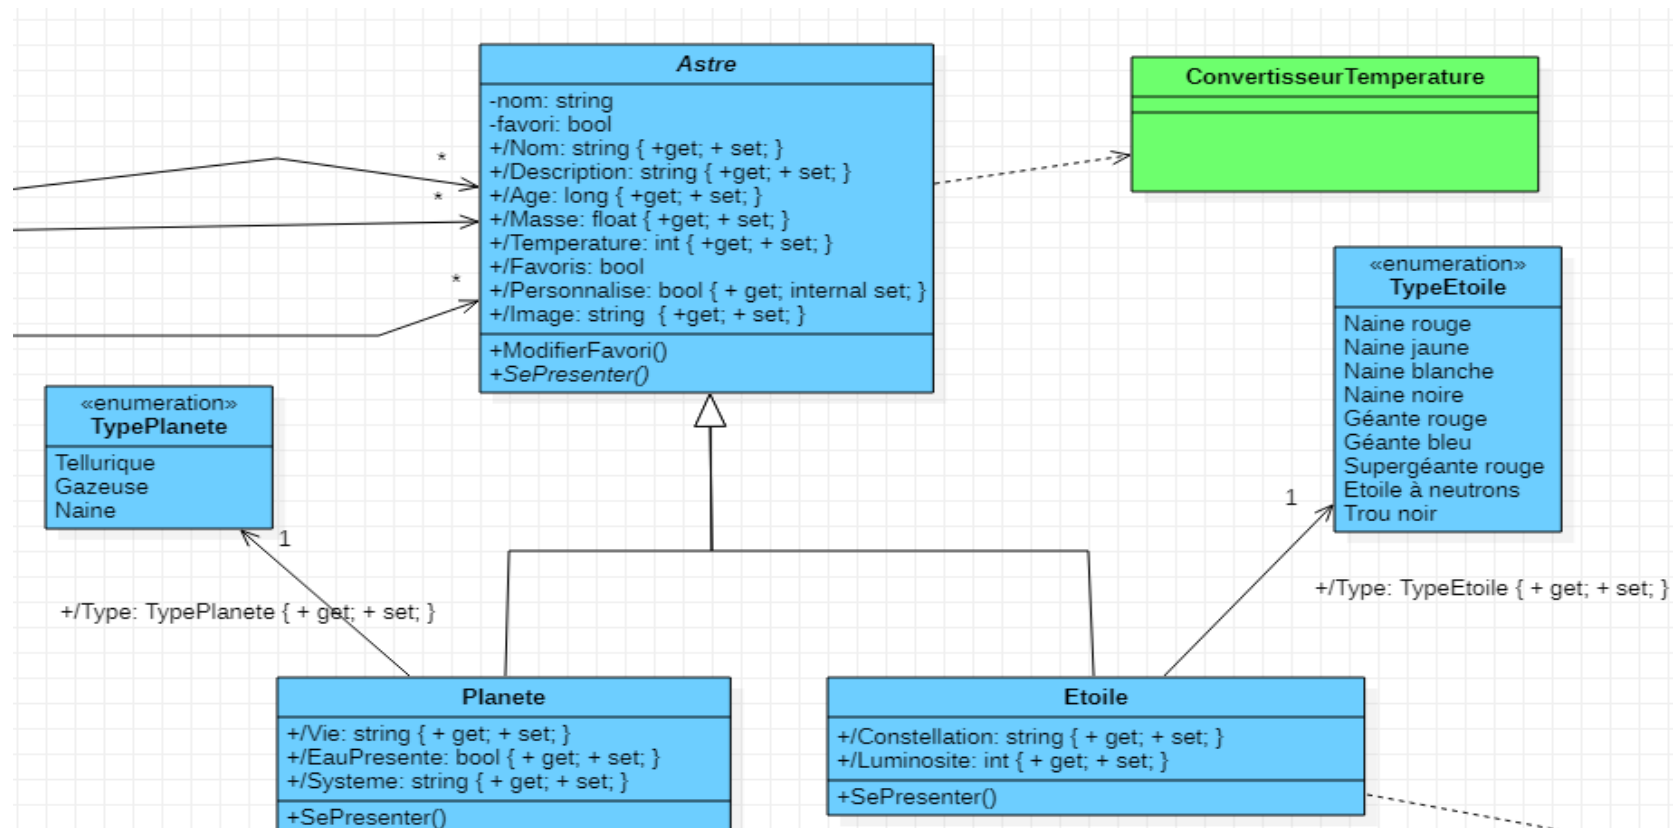 Astre
-nom: string
-favori: bool
+/Nom: string { +get; + set; }
+/Description: string { +get; + set; }
+/Age: long { +get; + set; }
+/Masse: float { +get; + set; }
+/Temperature: int { +get; + set; }
+/Favoris: bool
+/Personnalise: bool { + get; internal set; }
+/Image: string { +get; + set; }
+ModifierFavori()
+SePresenter()
ConvertisseurTemperature
*
*
*
«enumeration»
TypeEtoile
Naine rouge
Naine jaune
Naine blanche
Naine noire
Géante rouge
Géante bleu
Supergéante rouge
Etoile à neutrons
Trou noir
«enumeration»
TypePlanete
Tellurique
Gazeuse
Naine
1
1
+/Type: TypePlanete { + get; + set; }
+/Type: TypeEtoile { + get; + set; }
Planete
+/Vie: string { + get; + set; }
+/EauPresente: bool { + get; + set; }
+/Systeme: string { + get; + set; }
+SePresenter()
Etoile
+/Constellation: string { + get; + set; }
+/Luminosite: int { + get; + set; }
+SePresenter()